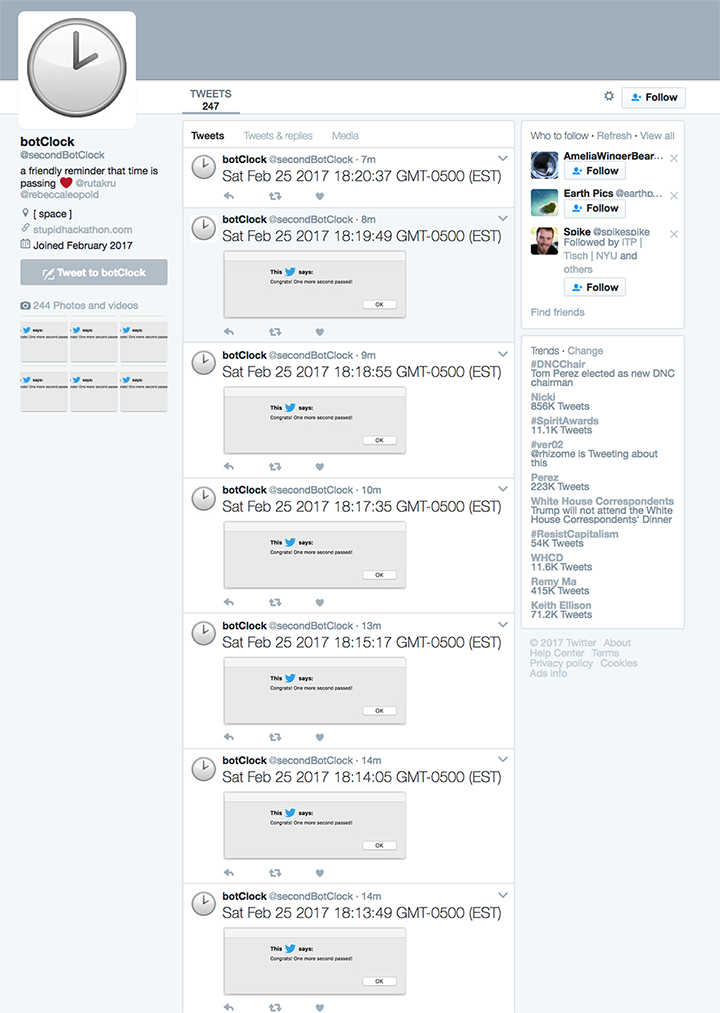 TWEETS
247
Follow
botClock
@secondBotClock
a friendly reminder that time is
passing ❤️ @rutakru
@rebeccaleopold
[ space ]
stupidhackathon.com
Joined February 2017
Tweet to botClock
244 Photos and videos
says:
says:
says:
says:
says:
says:
Tweets Tweets & replies Media
botClock @secondBotClock · 7m
Sat Feb 25 2017 18:20:37 GMT-0500 (EST)
botClock @secondBotClock · 8m
Sat Feb 25 2017 18:19:49 GMT-0500 (EST)
This says:
Congrats! One more second passed!
OK
botClock @secondBotClock · 9m
Sat Feb 25 2017 18:18:55 GMT-0500 (EST)
This says:
Congrats! One more second passed!
OK
botClock @secondBotClock · 10m
Sat Feb 25 2017 18:17:35 GMT-0500 (EST)
This says:
Congrats! One more second passed!
OK
botClock @secondBotClock · 13m
Sat Feb 25 2017 18:15:17 GMT-0500 (EST)
This says:
Congrats! One more second passed!
OK
botClock @secondBotClock · 14m
Sat Feb 25 2017 18:14:05 GMT-0500 (EST)
This says:
Congrats! One more second passed!
OK
botClock @secondBotClock · 14m
Sat Feb 25 2017 18:13:49 GMT-0500 (EST)
This says:
Congrats! One more second passed!
OK
Who to follow · Refresh · View all
AmeliaWingerBear...
Follow
Earth Pics @eartho...
Follow
Spike @spikespike
Followed by ITP |
Tisch | NYU and
others
Follow
Find friends
Trends · Change
#DNCChair
Tom Perez elected as new DNC
chairman
Nicki
856K Tweets
#SpiritAwards
11.1K Tweets
#ver02
@rhizome is Tweeting about
this
Perez
223K Tweets
White House Correspondents
Trump will not attend the White
House Correspondents' Dinner
#ResistCapitalism
54K Tweets
WHCD
11.6K Tweets
Remy Ma
415K Tweets
Keith Ellison
71.2K Tweets
© 2017 Twitter About
Help Center Terms
Privacy policy Cookies
Ads info